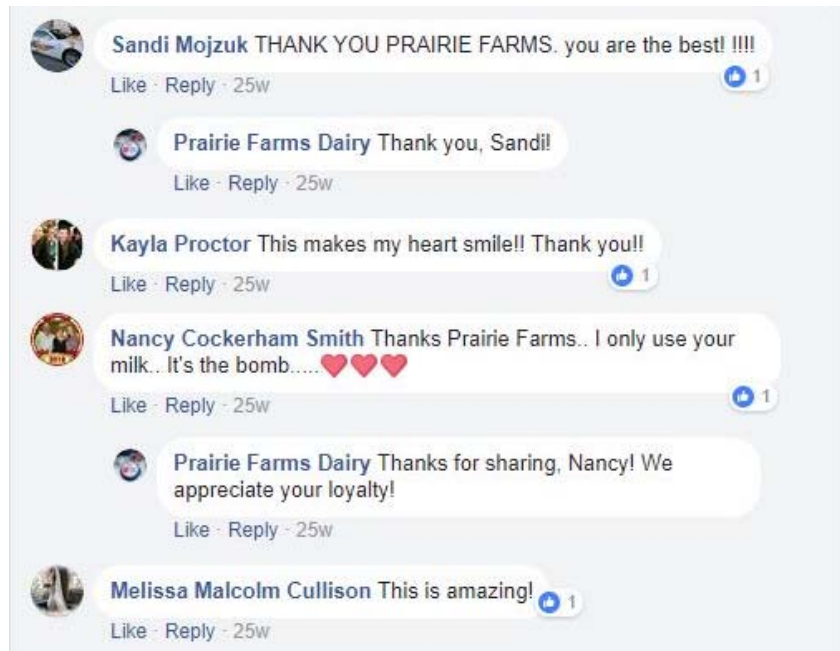 Sandi Mojzuk THANK YOU PRAIRIE FARMS. you are the best! !!!!
1
Like · Reply · 25w
Prairie Farms Dairy Thank you, Sandi!
Like · Reply · 25w
Kayla Proctor This makes my heart smile!! Thank you!!
1
Like · Reply · 25w
Nancy Cockerham Smith Thanks Prairie Farms.. I only use your
milk.. It's the bomb.....❤❤❤
1
Like · Reply · 25w
Prairie Farms Dairy Thanks for sharing, Nancy! We
appreciate your loyalty!
Like · Reply · 25w
Melissa Malcolm Cullison This is amazing!
1
Like · Reply · 25w